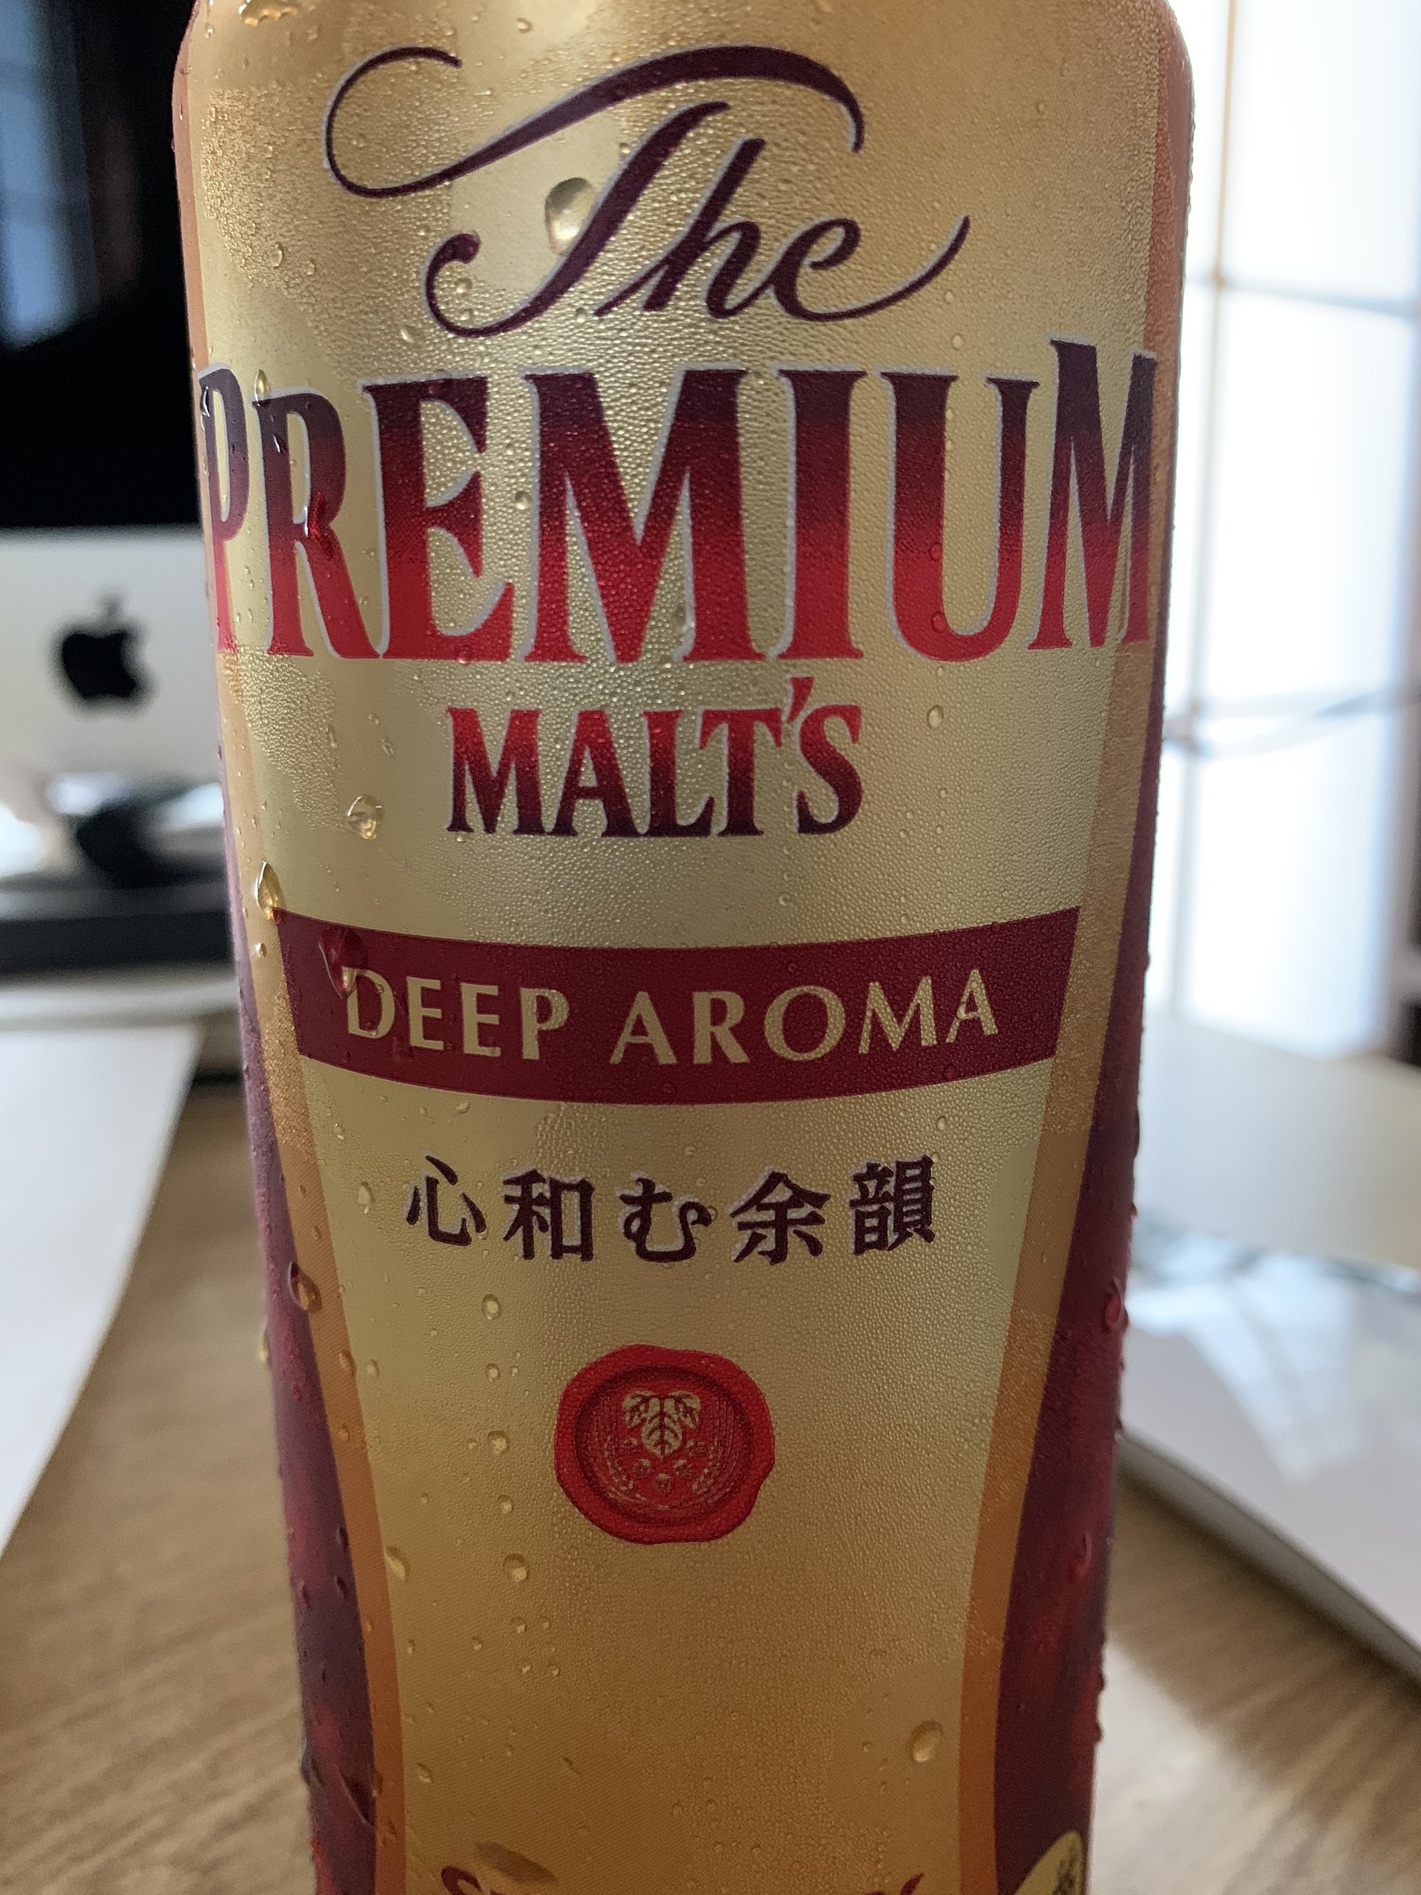 The
PREMIUM
MALT'S
DEEP AROMA
心和む余韻